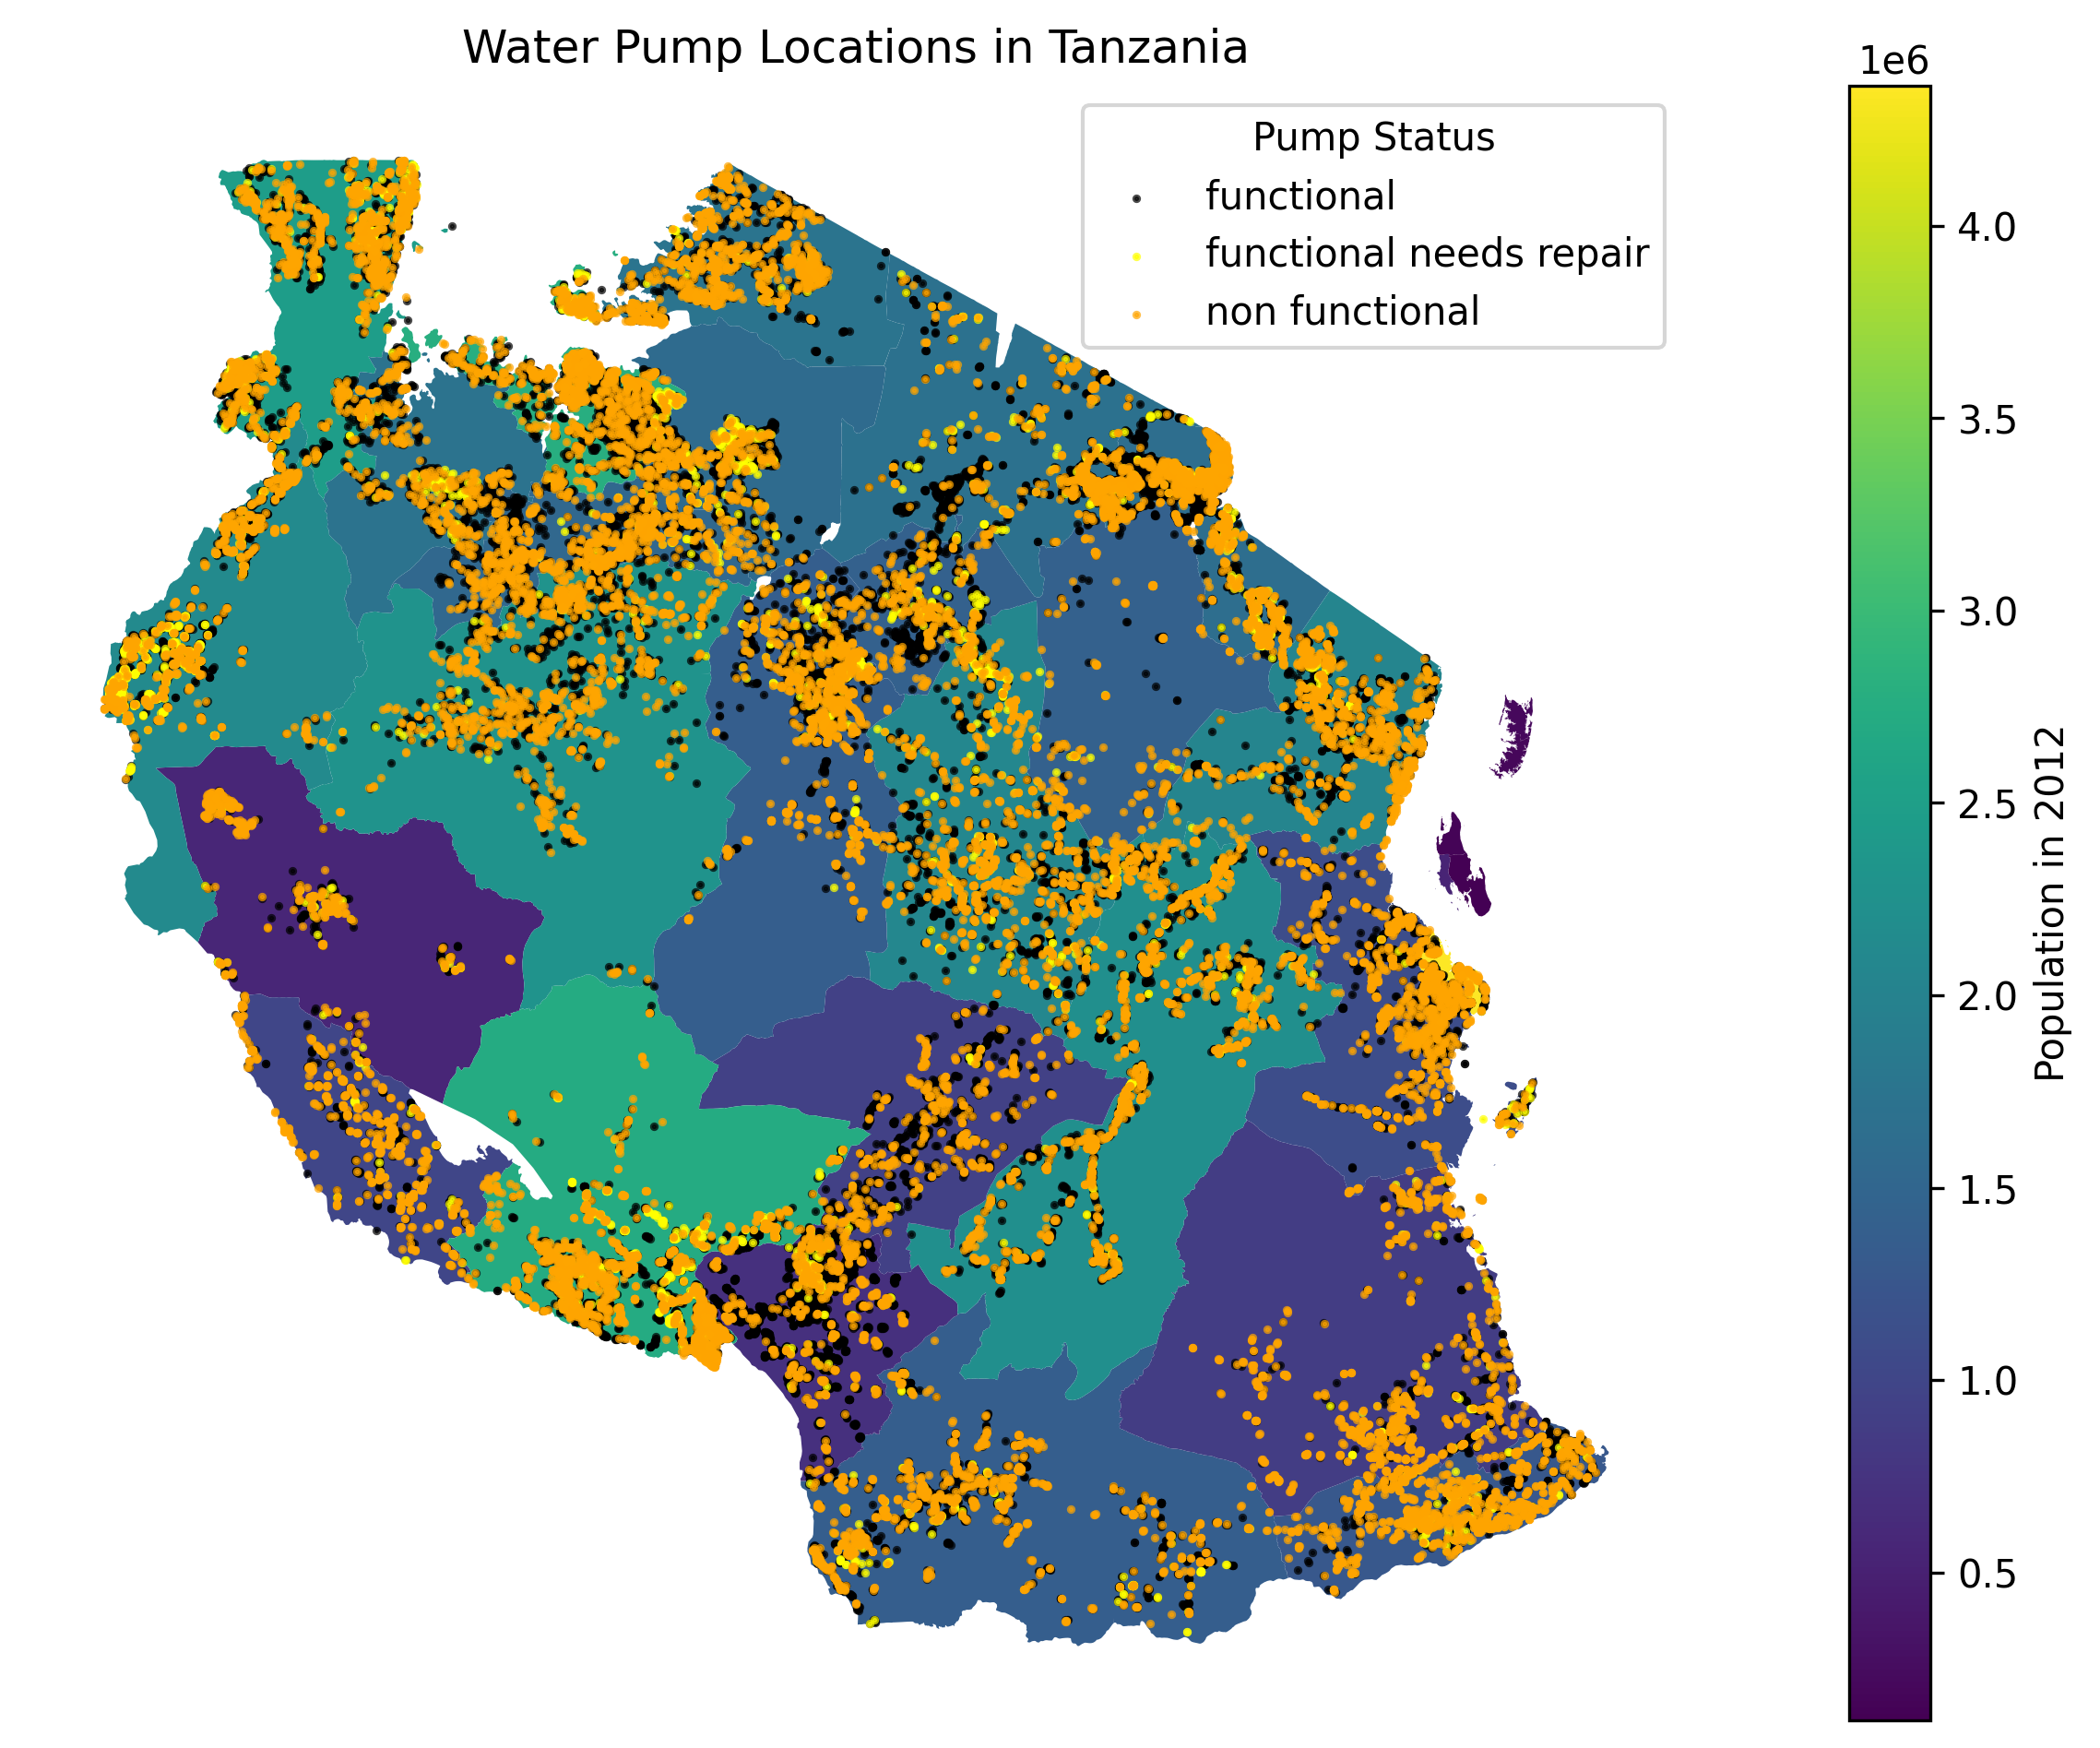 Water Pump Locations in Tanzania
1e6
Pump Status
functional
functional needs repair
non functional
4.0
3.5
3.0
2.5
2.0
1.5
1.0
0.5
Population in 2012